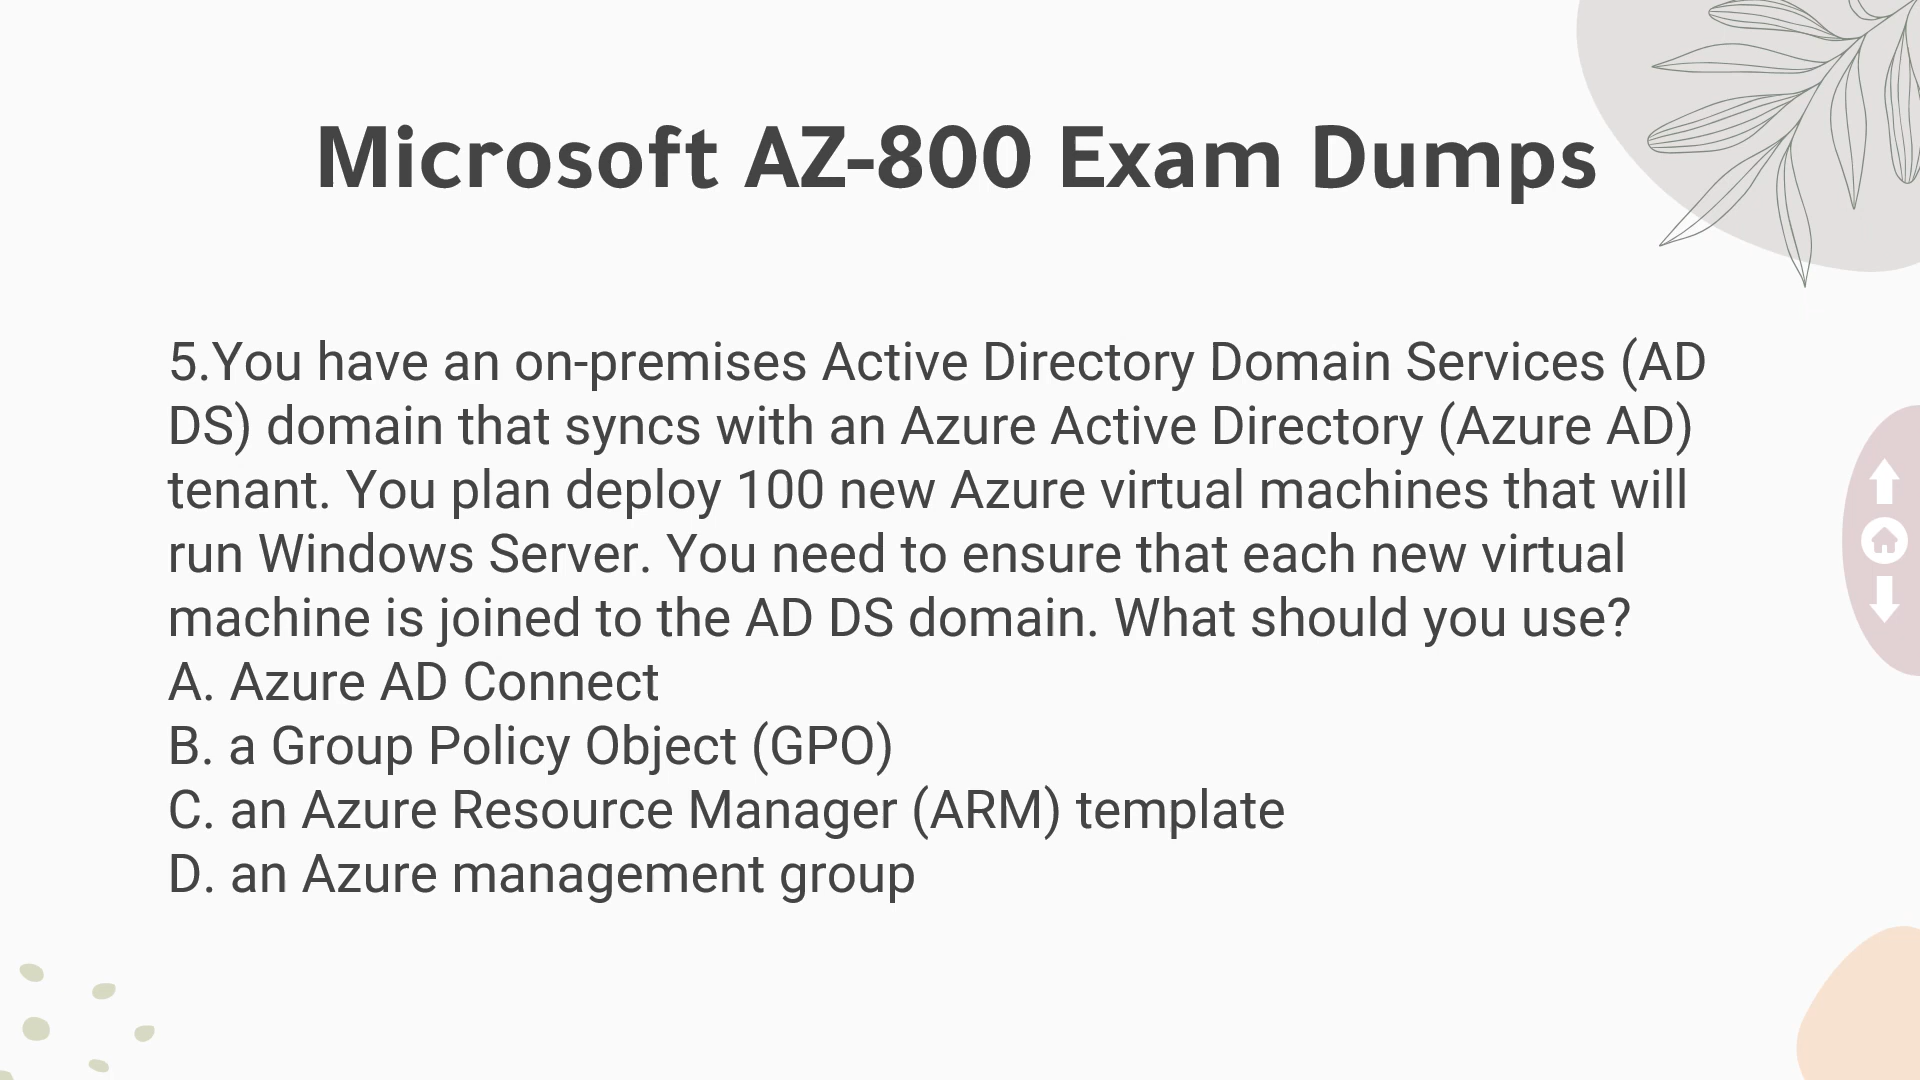 Microsoft AZ-800 Exam Dumps
5.You have an on-premises Active Directory Domain Services (AD
DS) domain that syncs with an Azure Active Directory (Azure AD)
tenant. You plan deploy 100 new Azure virtual machines that will
run Windows Server. You need to ensure that each new virtual
machine is joined to the AD DS domain. What should you use?
A. Azure AD Connect
B. a Group Policy Object (GPO)
C. an Azure Resource Manager (ARM) template
D. an Azure management group